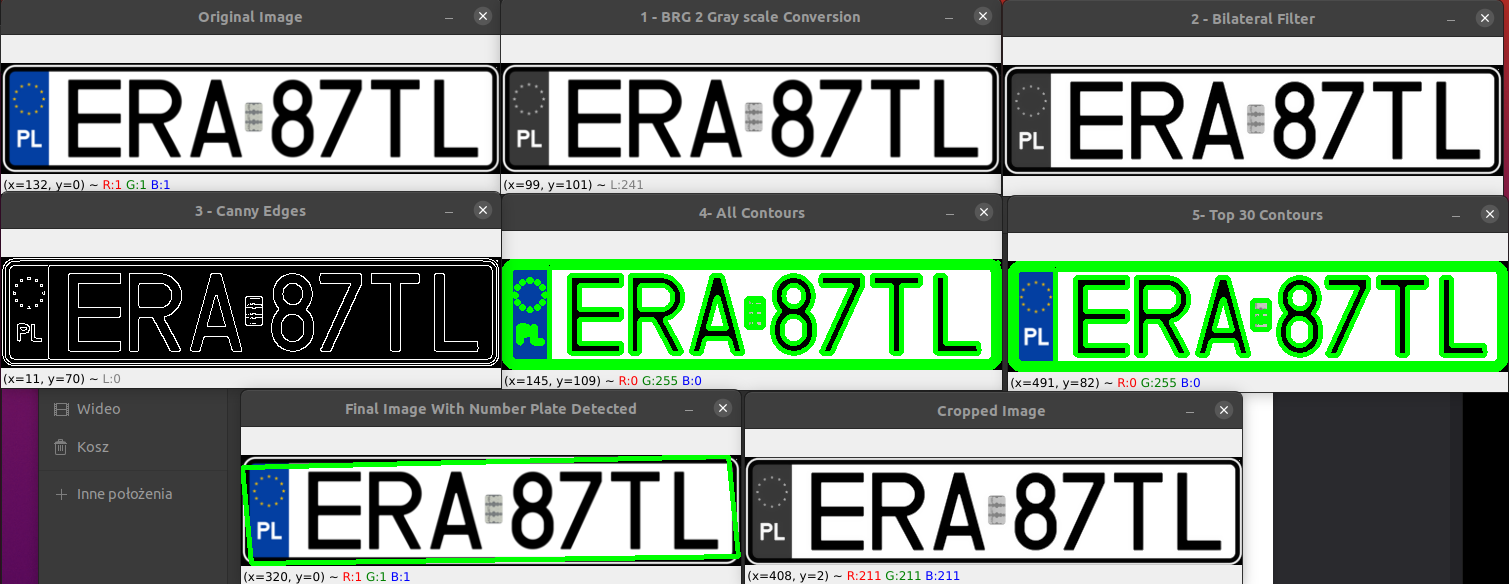 Original Image
PL ERA 87TL
(x=132, y=0) ~ R:1 G:1 B:1
1 - BRG 2 Gray scale Conversion
PL ERA 87TL
(x=99, y=101) ~ L:241
2 - Bilateral Filter
PL ERA 87TL
3 - Canny Edges
PL ERA 87TL
(x=11, y=70) ~ L:0
4- All Contours
PL ERA 87TL
(x=145, y=109) ~ R:0 G:255 B:0
5- Top 30 Contours
PL ERA 87TL
(x=491, y=82) ~ R:0 G:255 B:0
Wideo
Kosz
Inne położenia
Final Image With Number Plate Detected
PL ERA 87TL
(x=320, y=0) ~ R:1 G:1 B:1
Cropped Image
PL ERA 87TL
(x=408, y=2) ~ R:211 G:211 B:211